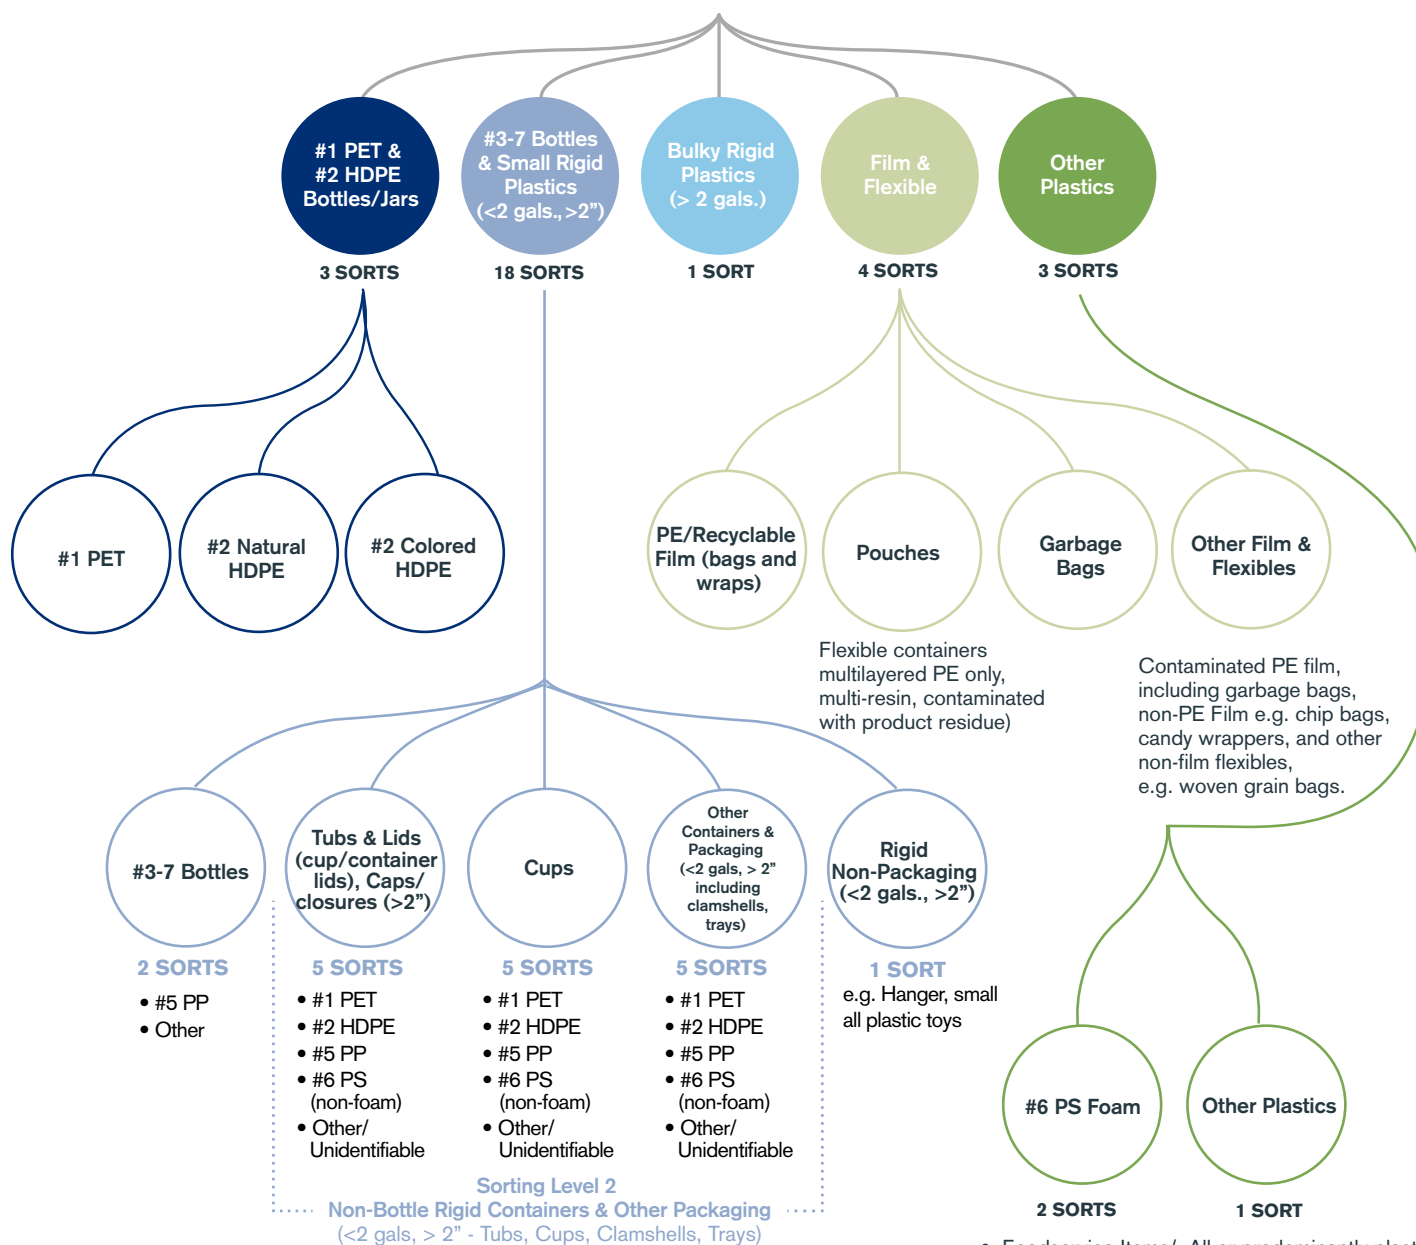 #1 PET &
#2 HDPE
Bottles/Jars
3 SORTS
#3-7 Bottles
& Small Rigid
Plastics
(<2 gals., >2”)
18 SORTS
Bulky Rigid
Plastics
(> 2 gals.)
1 SORT
Film &
Flexible
4 SORTS
Other
Plastics
3 SORTS
#1 PET
#2 Natural
HDPE
#2 Colored
HDPE
PE/Recyclable
Film (bags and
wraps)
Pouches
Garbage
Bags
Other Film &
Flexibles
Flexible containers
multilayered PE only,
multi-resin, contaminated
with product residue)
Contaminated PE film,
including garbage bags,
non-PE Film e.g. chip bags,
candy wrappers, and other
non-film flexibles,
e.g. woven grain bags.
#3-7 Bottles
2 SORTS
• #5 PP
• Other
Tubs & Lids
(cup/container
lids), Caps/
closures (>2”)
5 SORTS
• #1 PET
• #2 HDPE
• #5 PP
• #6 PS
(non-foam)
• Other/
Unidentifiable
Cups
5 SORTS
• #1 PET
• #2 HDPE
• #5 PP
• #6 PS
(non-foam)
• Other/
Unidentifiable
Other
Containers &
Packaging
(<2 gals, > 2”
including
clamshells,
trays)
5 SORTS
• #1 PET
• #2 HDPE
• #5 PP
• #6 PS
(non-foam)
• Other/
Unidentifiable
Rigid
Non-Packaging
(<2 gals., >2”)
1 SORT
e.g. Hanger, small
all plastic toys
Sorting Level 2
Non-Bottle Rigid Containers & Other Packaging
(<2 gals, > 2” - Tubs, Cups, Clamshells, Trays)
#6 PS Foam
2 SORTS
Other Plastics
1 SORT